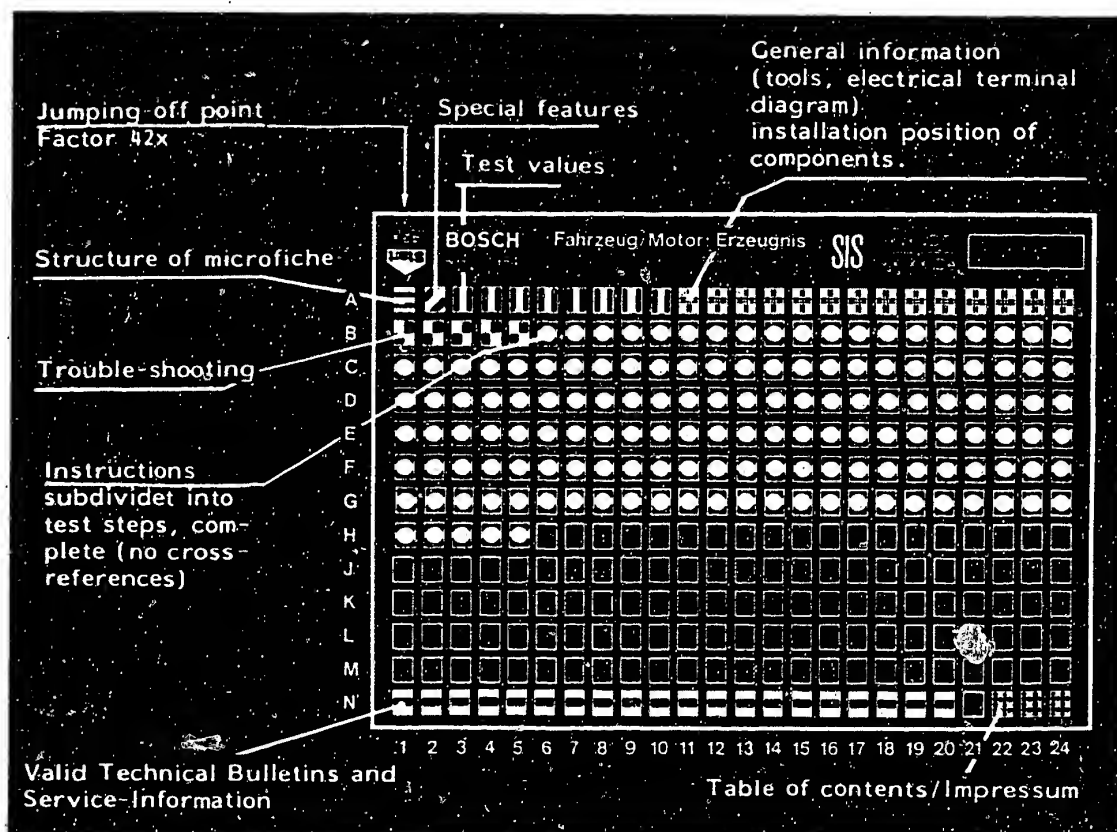 General information
(tools, electrical terminal
diagram)
installation position of
components.
Jumping-off point
Factor 42x
Special features
Test values
BOSCH Fahrzeug/Motor: Erzeugnis SIS
Structure of microfiche
A
B
Trouble-shooting
C
D
E
F
Instructions
subdividet into
test steps, com-
plete (no cross-
references)
G
H
J
K
L
M
N
1 2 3 4 5 6 7 8 9 10 11 12 13 14 15 16 17 18 19 20 21 22 23 24
Valid Technical Bulletins and
Service-Information
Table of contents/Impressum